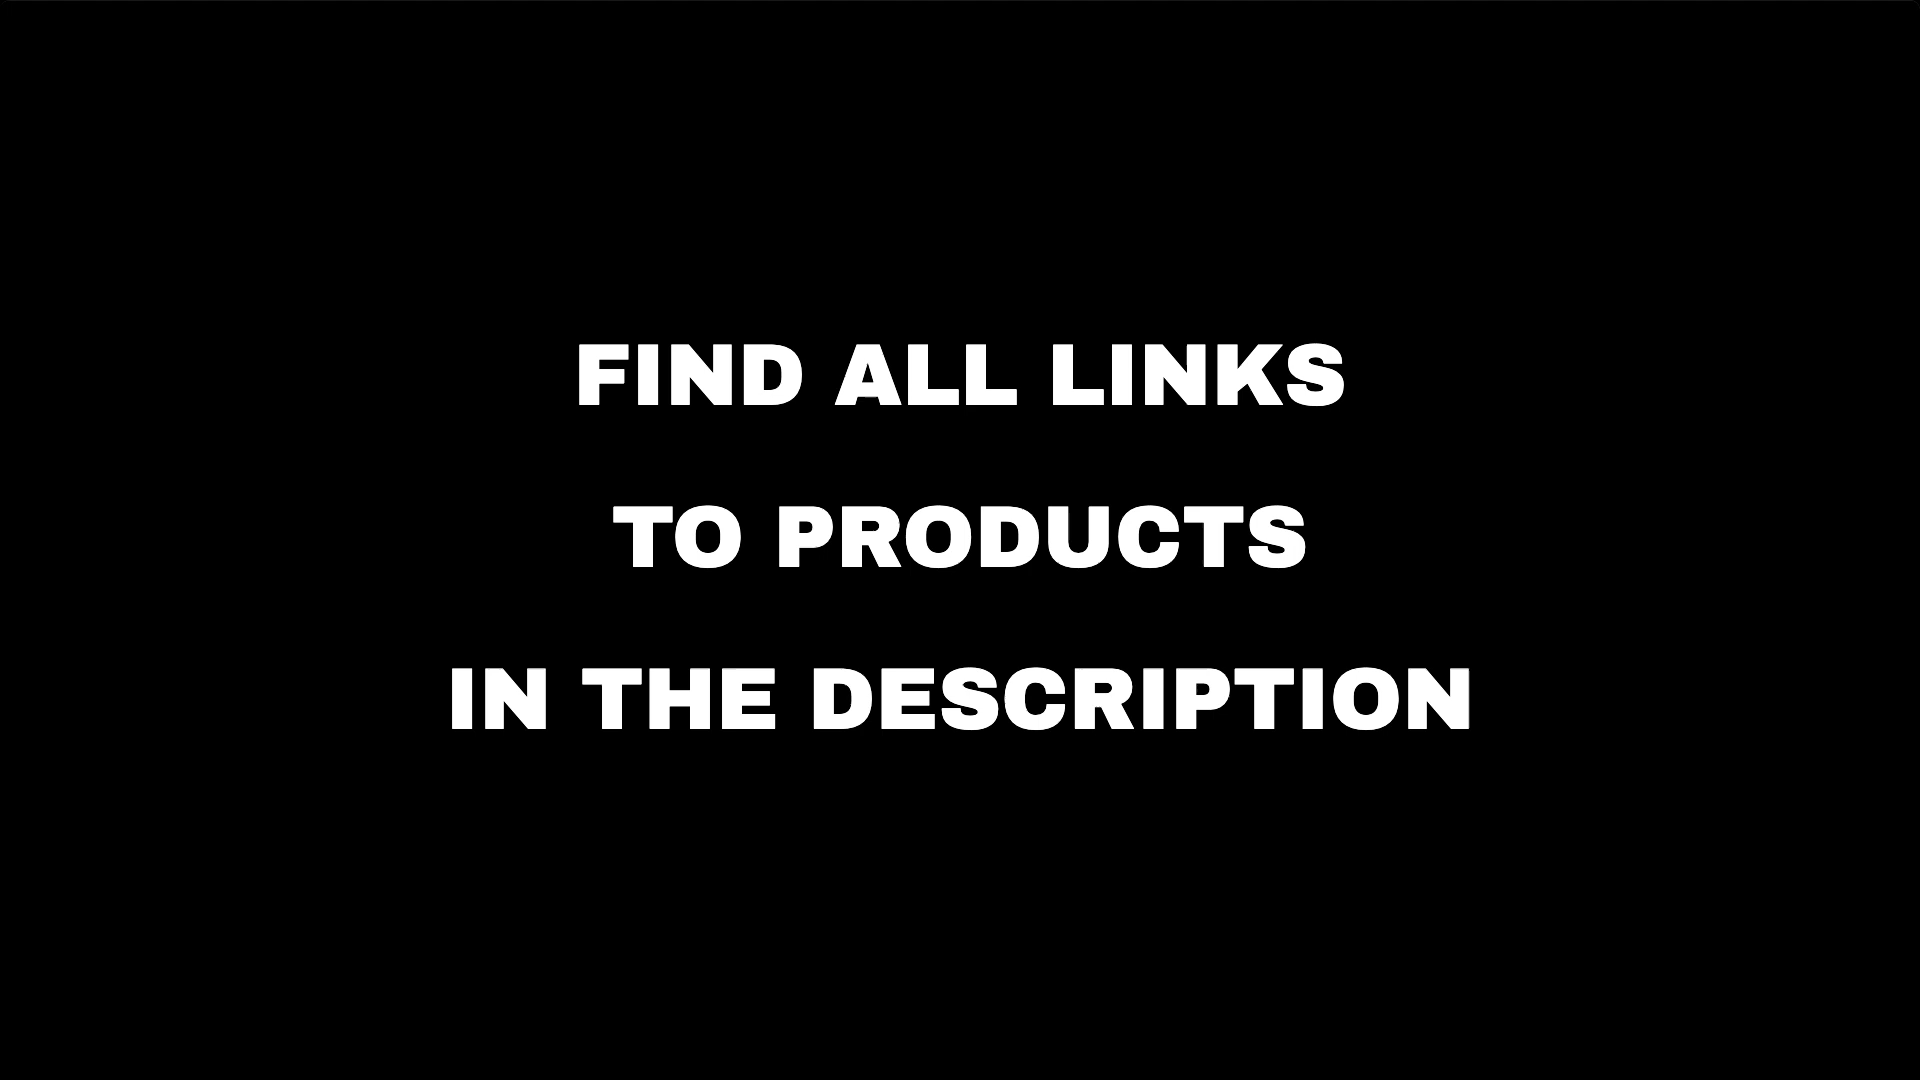 FIND ALL LINKS
TO PRODUCTS
IN THE DESCRIPTION